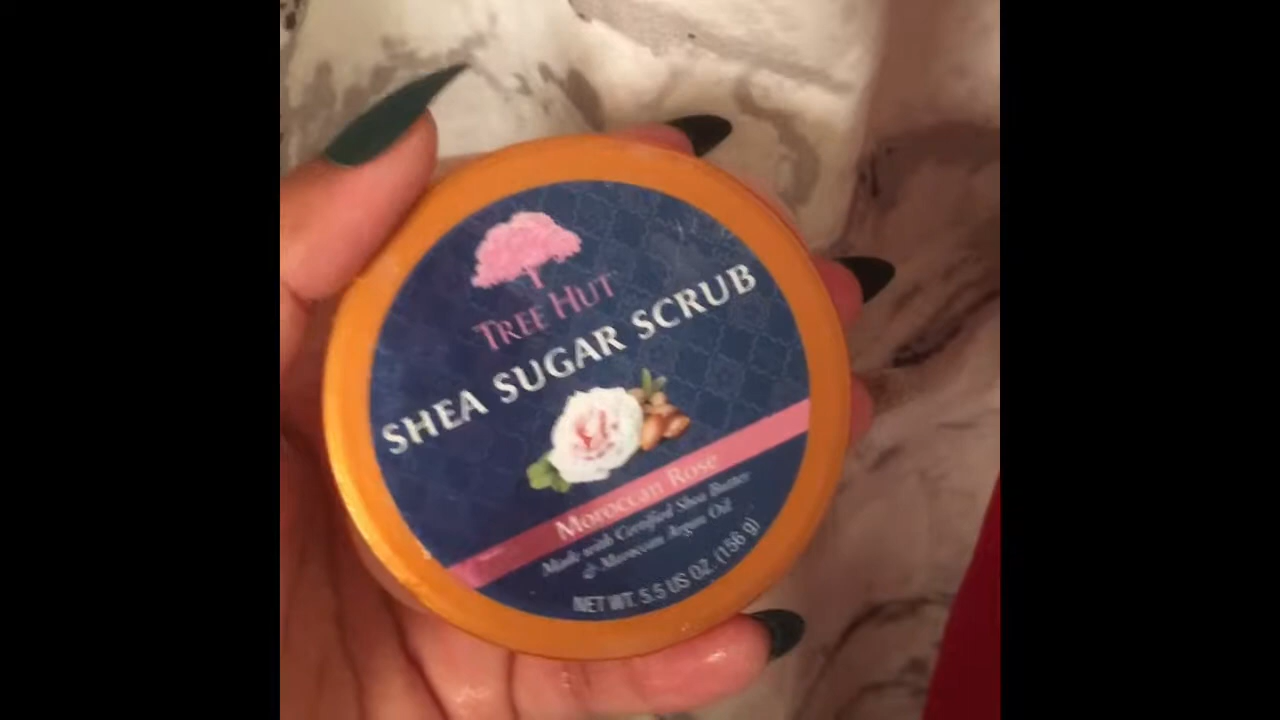 TREE HUT
SHEA SUGAR SCRUB
Moroccan Rose
Made with Certified Shea Butter
& Moroccan Argan Oil
NET WT. 5.5 US OZ. (156 g)